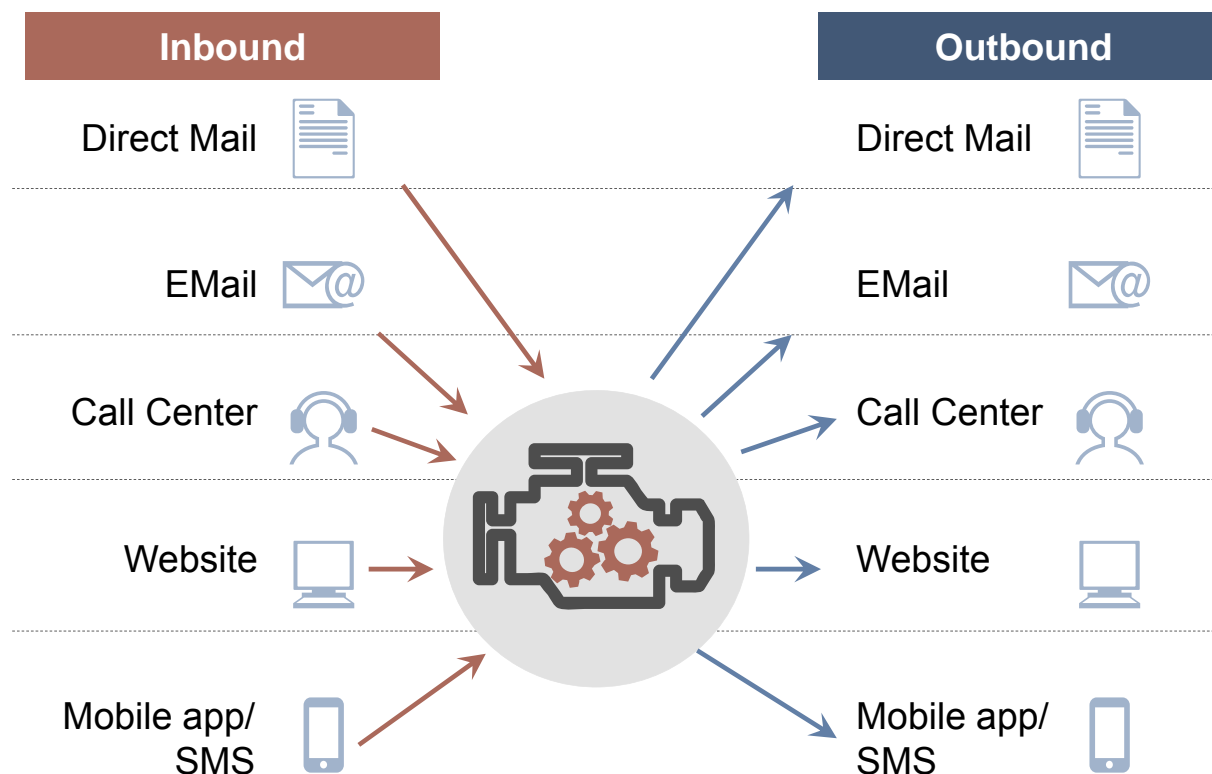 Inbound
Outbound
Direct Mail
Direct Mail
EMail
@
EMail
@
Call Center
Call Center
Website
Website
Mobile app/
SMS
Mobile app/
SMS